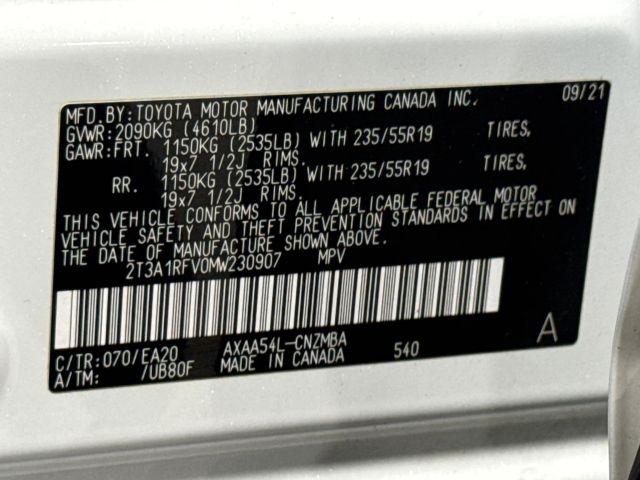 MFD.BY:TOYOTA MOTOR MANUFACTURING CANADA INC. 09/21
GVWR:2090KG (4610LB)
GAWR:FRT. 1150KG (2535LB) WITH 235/55R19 TIRES,
19x7 1/2J RIMS.
RR. 1150KG (2535LB) WITH 235/55R19 TIRES,
19x7 1/2J RIMS.
THIS VEHICLE CONFORMS TO ALL APPLICABLE FEDERAL MOTOR
VEHICLE SAFETY AND THEFT PREVENTION STANDARDS IN EFFECT ON
THE DATE OF MANUFACTURE SHOWN ABOVE.
2T3A1RFV0MW230907 MPV
C/TR:070/EA20 AXAA54L-CNZMBA A
A/TM: /UB80F MADE IN CANADA 540